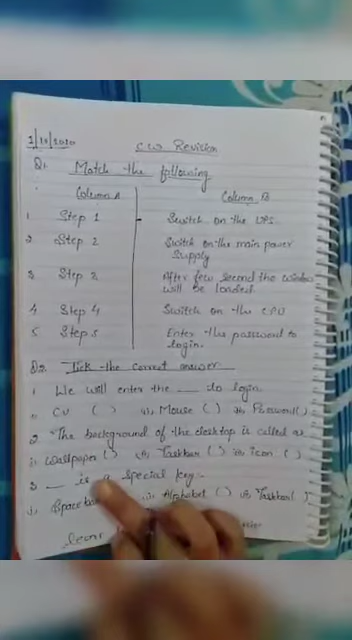 1/10/2020
CW Revision
Q1. Match the following
Column A Column B
1 Step 1 Switch on the UPS.
2 Step 2 Switch on the main power
supply
3 Step 3 After few second the window
will be loaded
4 Step 4 Switch on the CPU
5 Step 5 Enter the password to
login.
Q2. Tick the correct answer
1 We will enter the ___ to login.
i) CU ( ) ii) Mouse ( ) iii) Password ( )
2 The background of the desktop is called as
i) Wallpaper ( ) ii) Taskbar ( ) iii) icon ( )
3 ___ is a special key.
i) Spaceba ii) Alphabet ( ) iii) Taskbar ( )
Learn